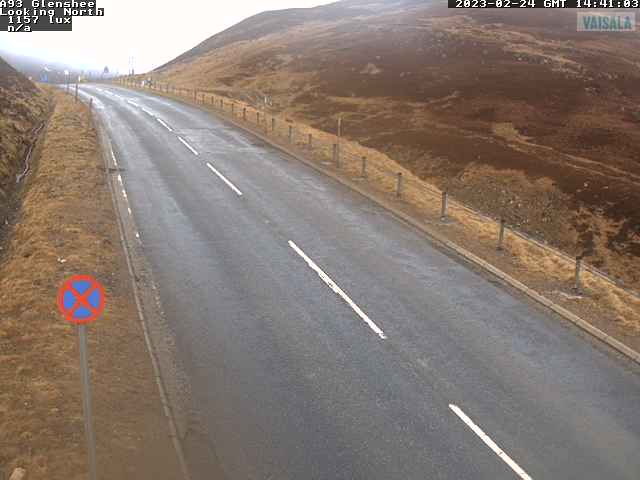 A93 Glenshee
Looking North
1157 lux
n/a
2023-02-24 GMT 14:41:03
VAISALA